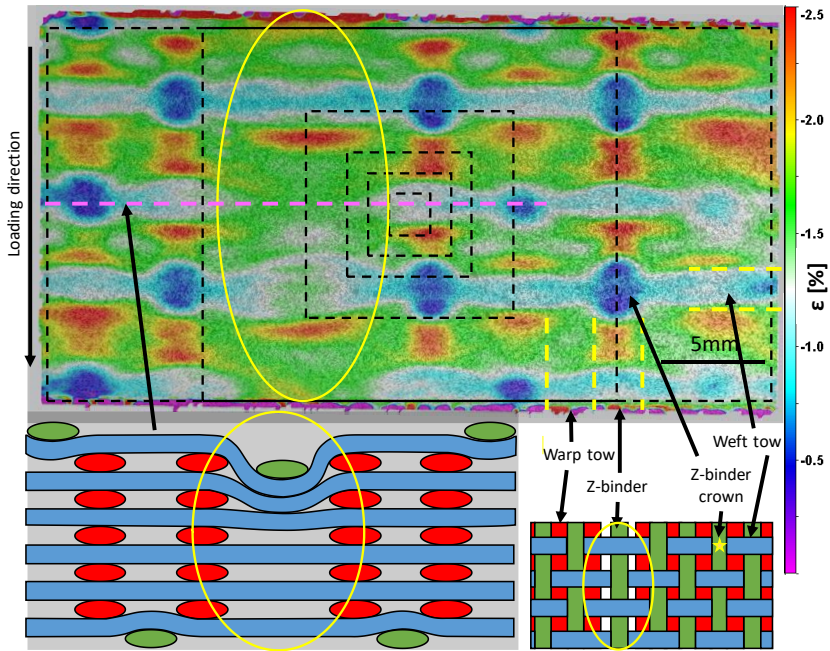 -2.5
-2.0
-1.5
-1.0
-0.5
ε [%]
Loading direction
5mm
Warp tow
Z-binder
Z-binder
crown
Weft tow